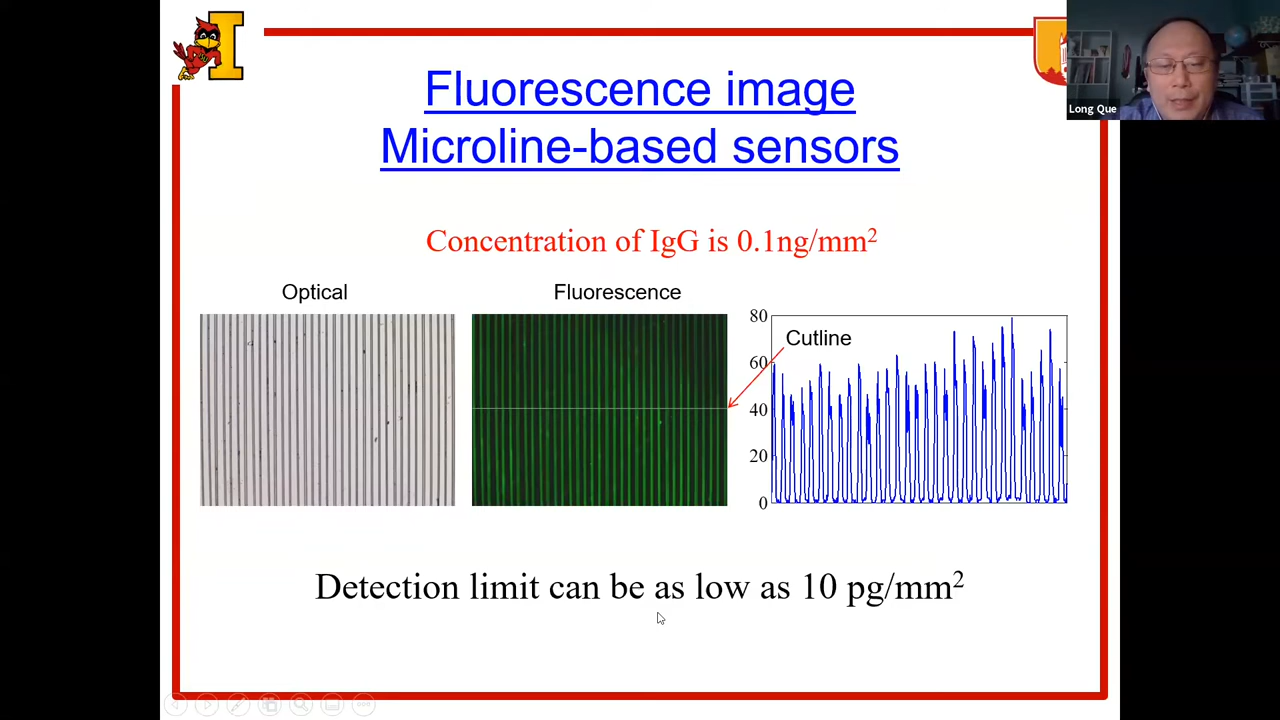 Fluorescence image
Microline-based sensors
Long Que
Concentration of IgG is 0.1ng/mm²
Optical
Fluorescence
Cutline
80
60
40
20
0
Detection limit can be as low as 10 pg/mm²